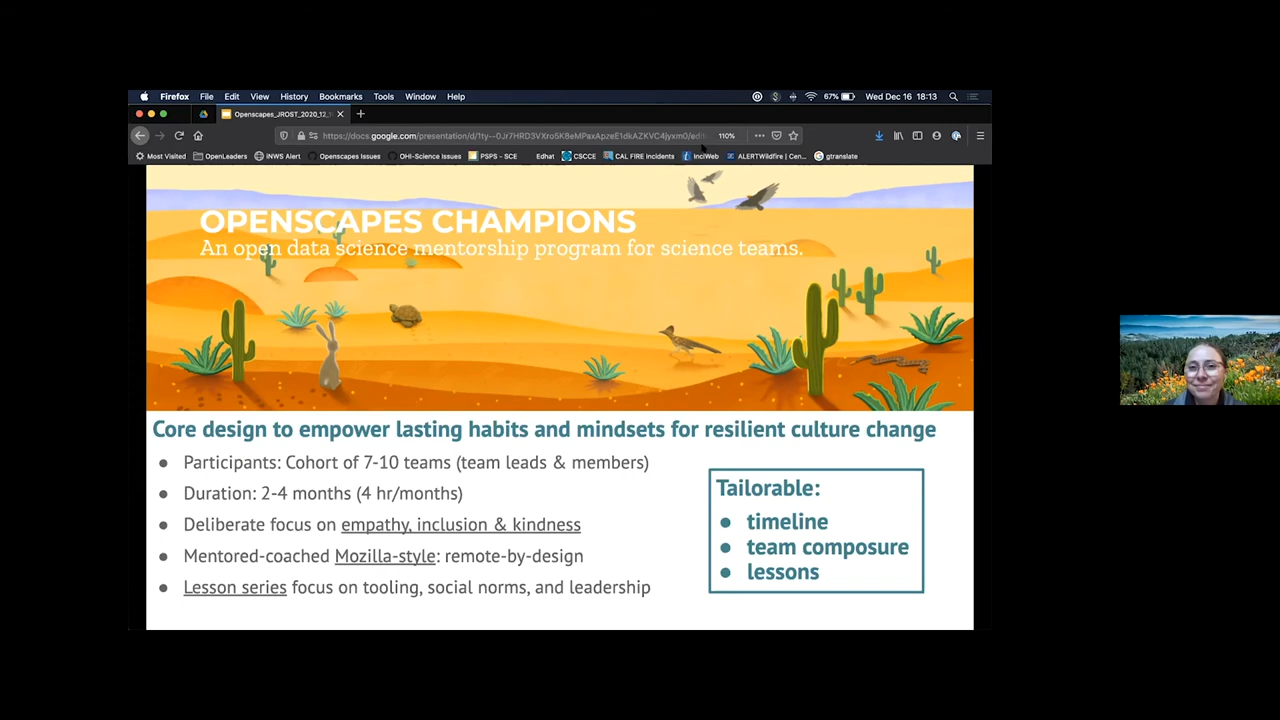 Firefox File Edit View History Bookmarks Tools Window Help 67% Wed Dec 16 18:13
Openscapes_JROST_2020_12_
110%
Most Visited OpenLeaders INWS Alert Openscapes Issues OHI-Science Issues PSPS - SCE Edhat CSCCE CAL FIRE Incidents InciWeb ALERTWildfire | Cen... gtranslate
OPENSCAPES CHAMPIONS
An open data science mentorship program for science teams.
Core design to empower lasting habits and mindsets for resilient culture change
● Participants: Cohort of 7-10 teams (team leads & members)
● Duration: 2-4 months (4 hr/months)
● Deliberate focus on empathy, inclusion & kindness
● Mentored-coached Mozilla-style: remote-by-design
● Lesson series focus on tooling, social norms, and leadership
Tailorable:
● timeline
● team composure
● lessons